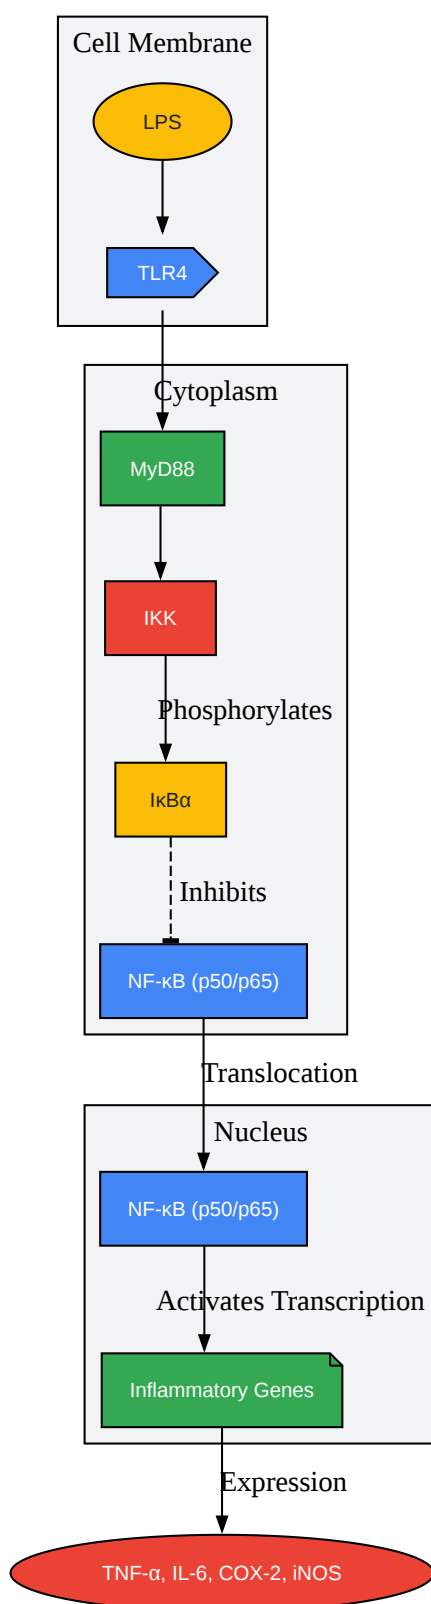 Cell Membrane
LPS
TLR4
Cytoplasm
MyD88
IKK
Phosphorylates
IκBα
Inhibits
NF-κB (p50/p65)
Translocation
Nucleus
NF-κB (p50/p65)
Activates Transcription
Inflammatory Genes
Expression
TNF-α, IL-6, COX-2, iNOS